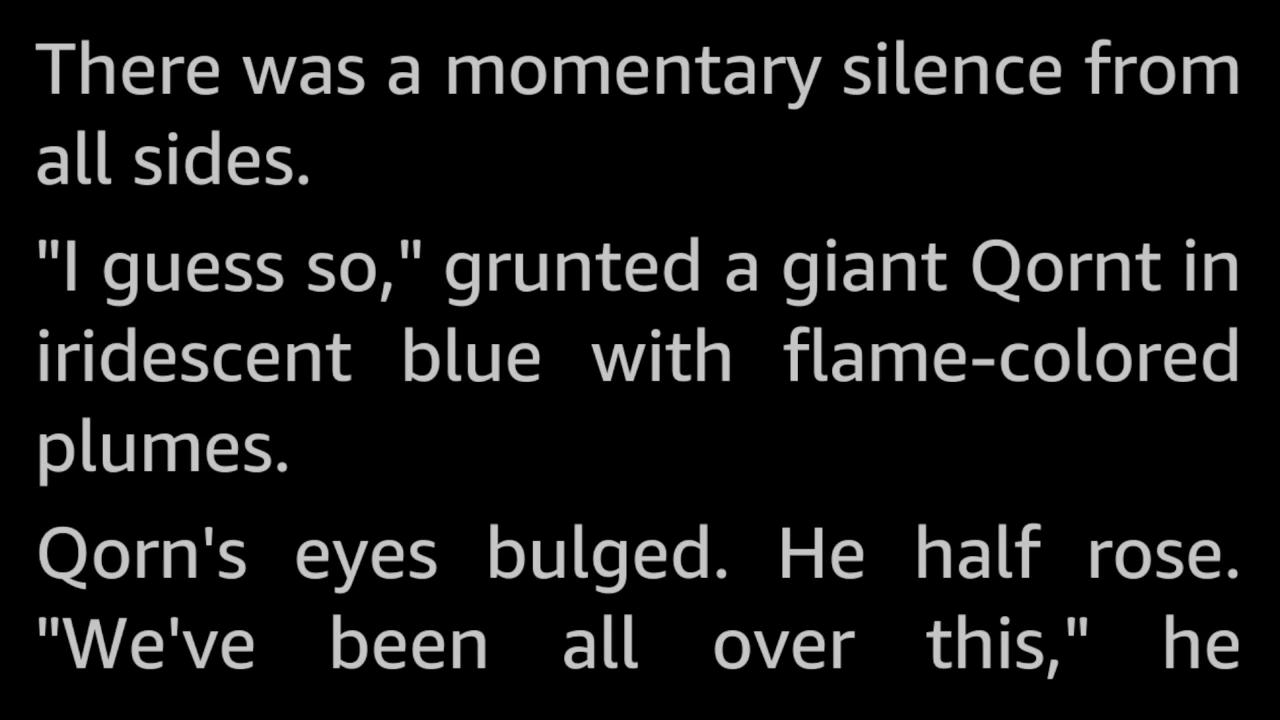 There was a momentary silence from
all sides.
"I guess so," grunted a giant Qornt in
iridescent blue with flame-colored
plumes.
Qorn's eyes bulged. He half rose.
"We've been all over this," he